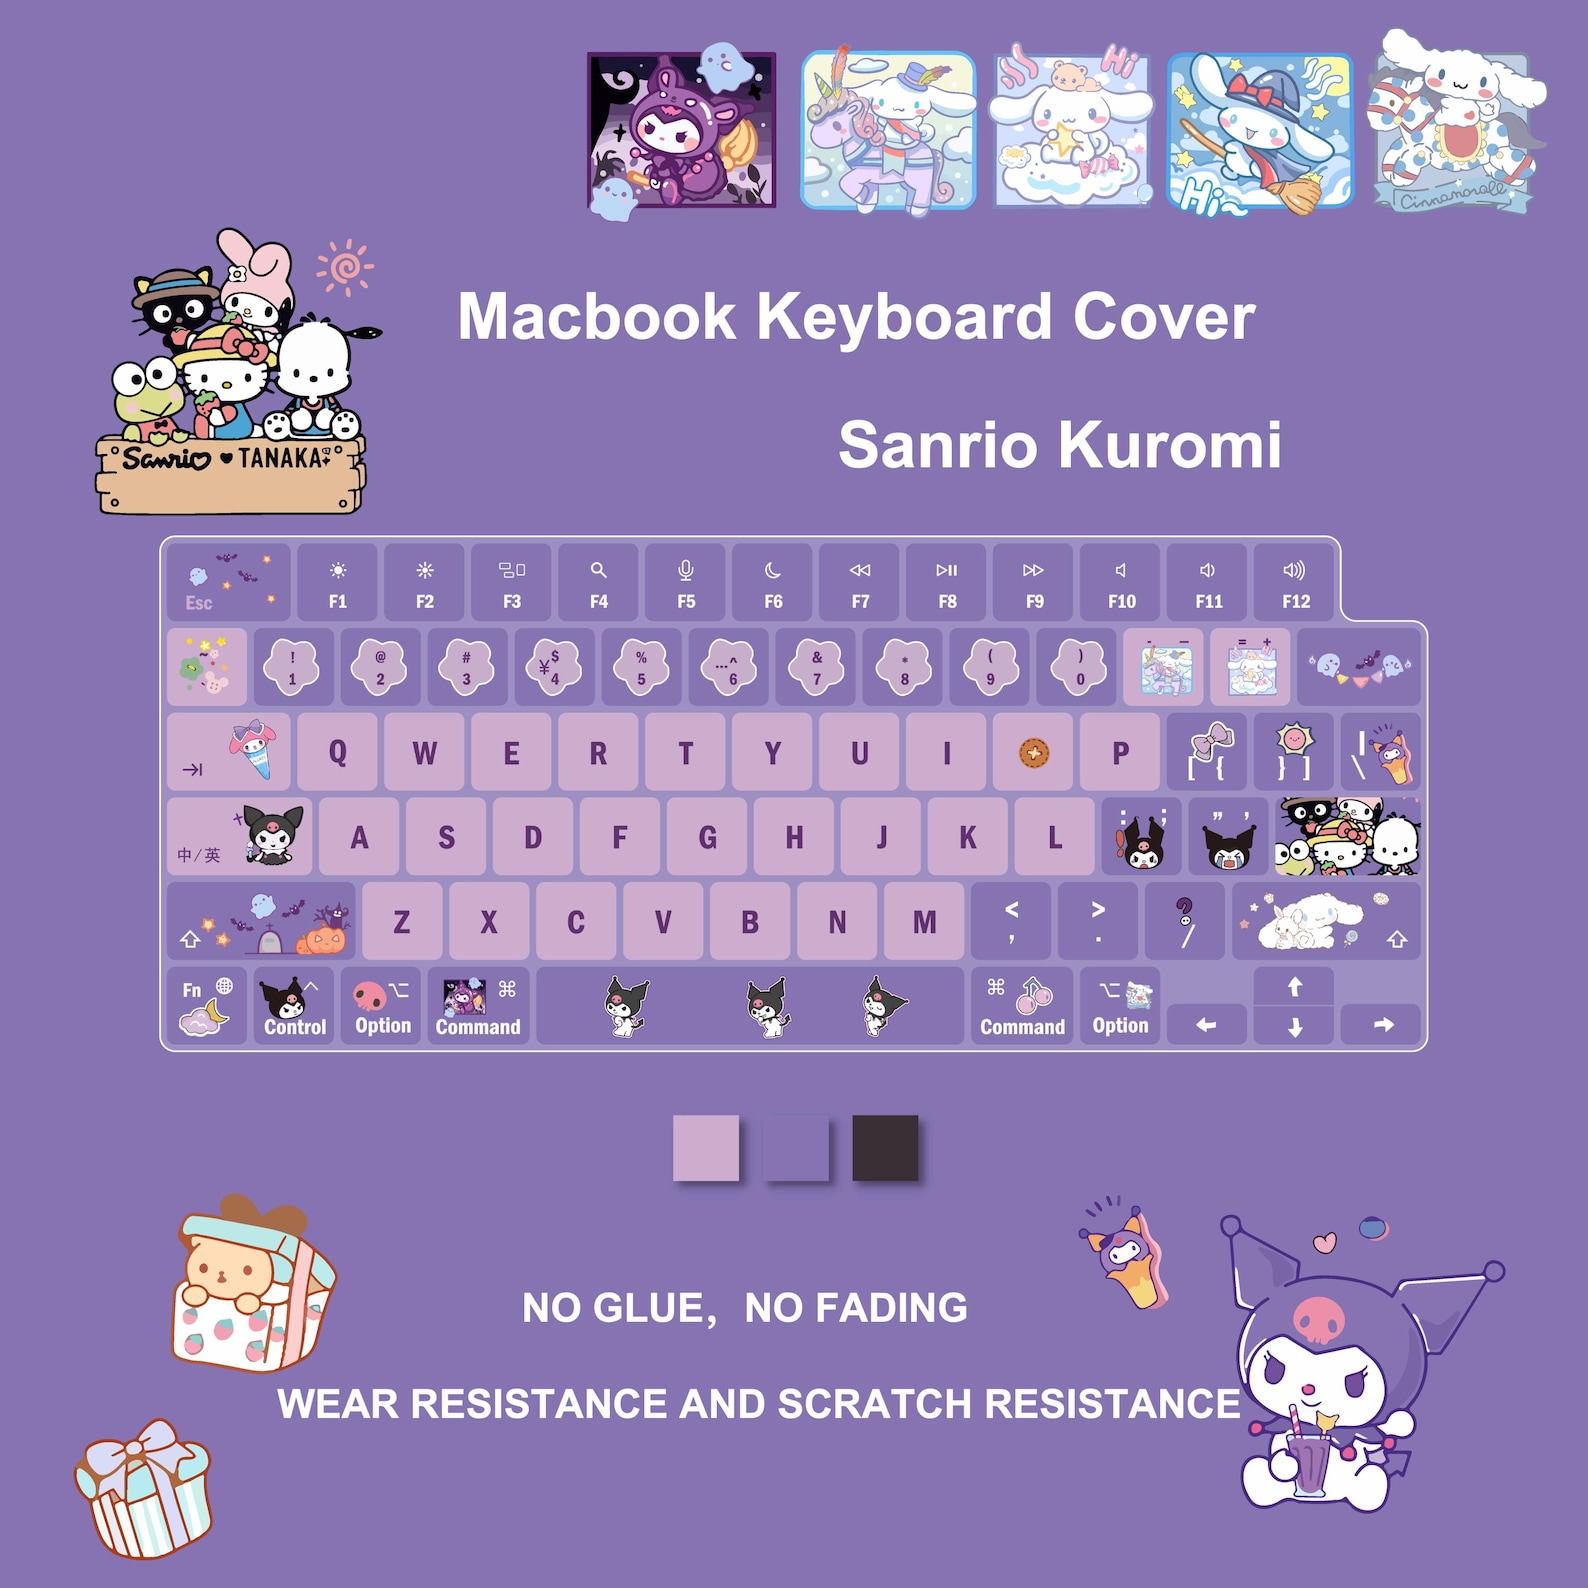 Hi
Hi~
Cinnamoroll
Macbook Keyboard Cover
Sanrio Kuromi
Sanrio ♥ TANAKA
Esc F1 F2 F3 F4 F5 F6 F7 F8 F9 F10 F11 F12
! @ # $ % …^ & * ( ) - — = +
1 2 3 ¥ 4 5 6 7 8 9 0
Q W E R T Y U I P [ { } ] | \
中/英 A S D F G H J K L : ; " '
Z X C V B N M < , > . ? /
Fn Control ^ Option ⌥ Command ⌘ ⌘ Command ⌥ Option
NO GLUE, NO FADING
WEAR RESISTANCE AND SCRATCH RESISTANCE